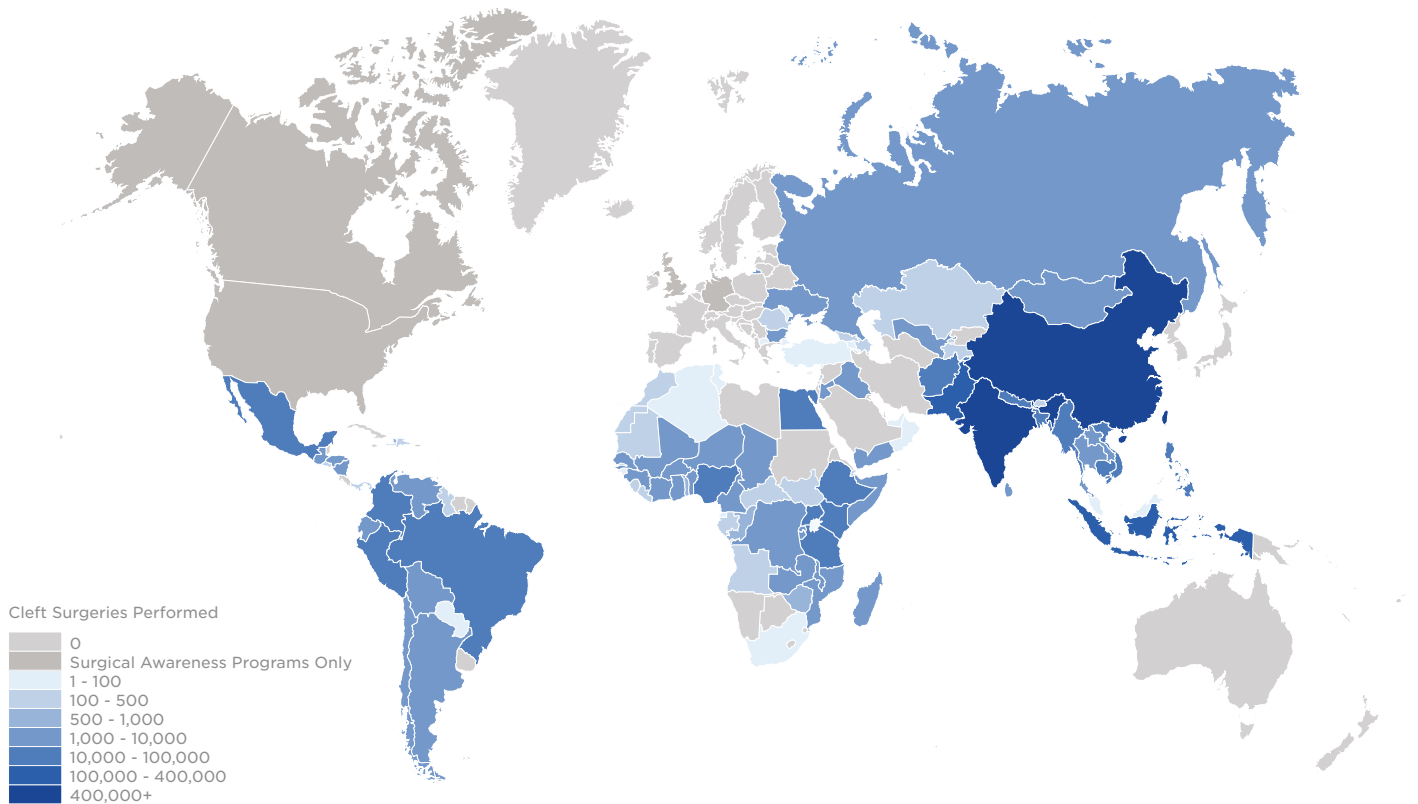 Cleft Surgeries Performed
0
Surgical Awareness Programs Only
1 - 100
100 - 500
500 - 1,000
1,000 - 10,000
10,000 - 100,000
100,000 - 400,000
400,000+